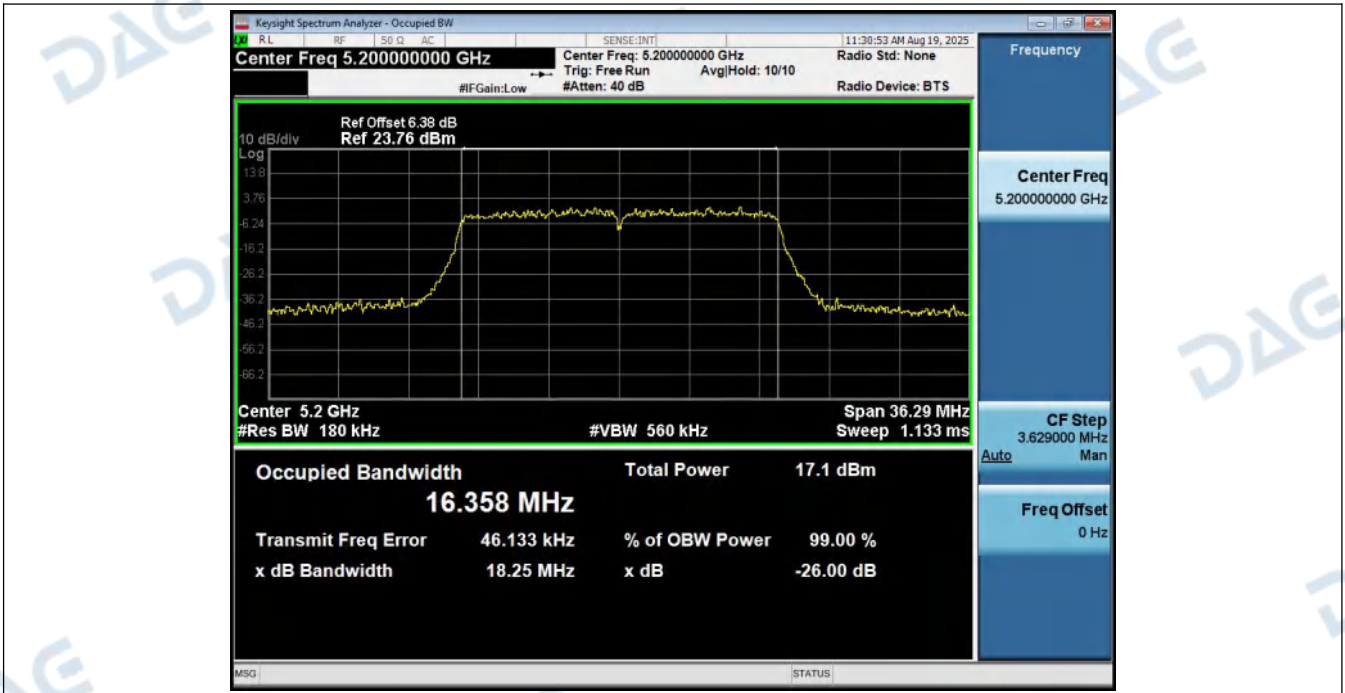 Keysight Spectrum Analyzer - Occupied BW
LXI RL RF 50 Ω AC SENSE:INT 11:30:53 AM Aug 19, 2025
Center Freq 5.200000000 GHz Center Freq: 5.200000000 GHz Radio Std: None
Trig: Free Run Avg|Hold: 10/10
#IFGain:Low #Atten: 40 dB Radio Device: BTS
Frequency
Ref Offset 6.38 dB
10 dB/div Ref 23.76 dBm
Log
13.8
3.76
-6.24
-16.2
-26.2
-36.2
-46.2
-56.2
-66.2
Center 5.2 GHz Span 36.29 MHz
#Res BW 180 kHz #VBW 560 kHz Sweep 1.133 ms
Center Freq
5.200000000 GHz
CF Step
3.629000 MHz
Auto Man
Freq Offset
0 Hz
Occupied Bandwidth Total Power 17.1 dBm
16.358 MHz
Transmit Freq Error 46.133 kHz % of OBW Power 99.00 %
x dB Bandwidth 18.25 MHz x dB -26.00 dB
MSG STATUS
DAG
DAG